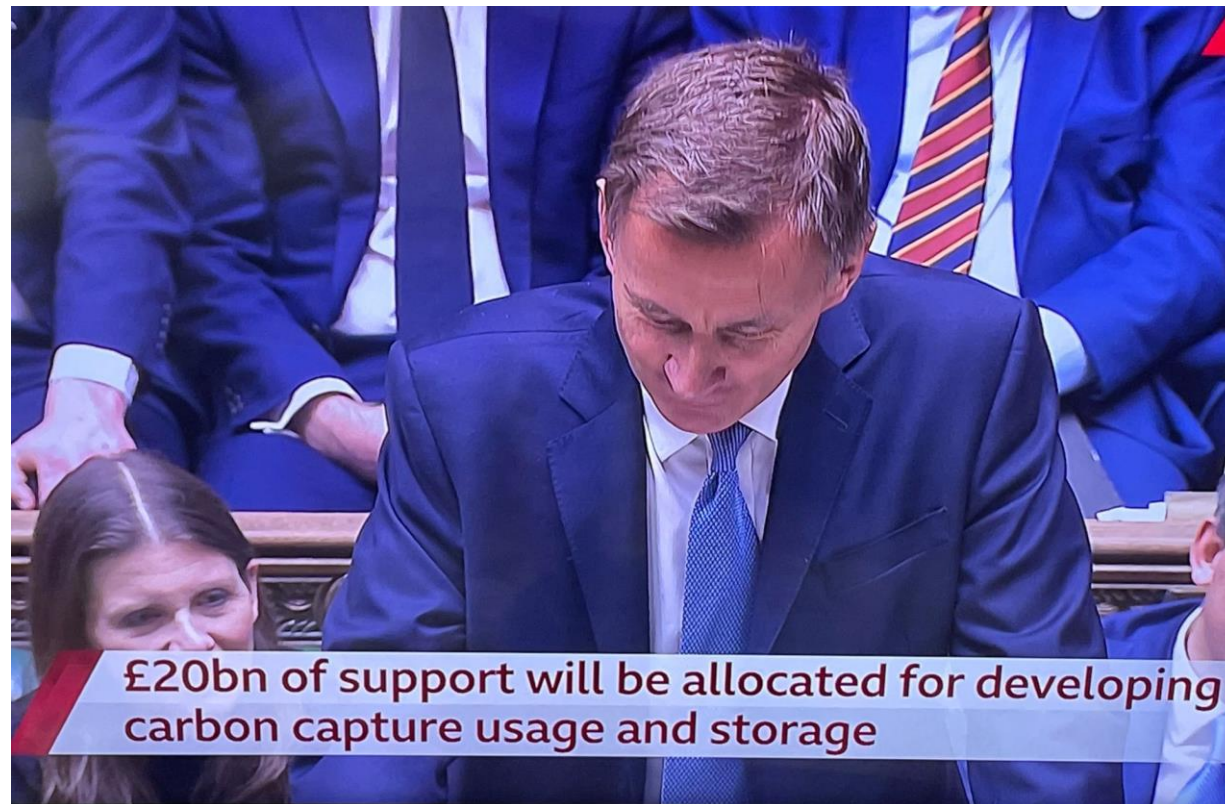 £20bn of support will be allocated for developing
carbon capture usage and storage